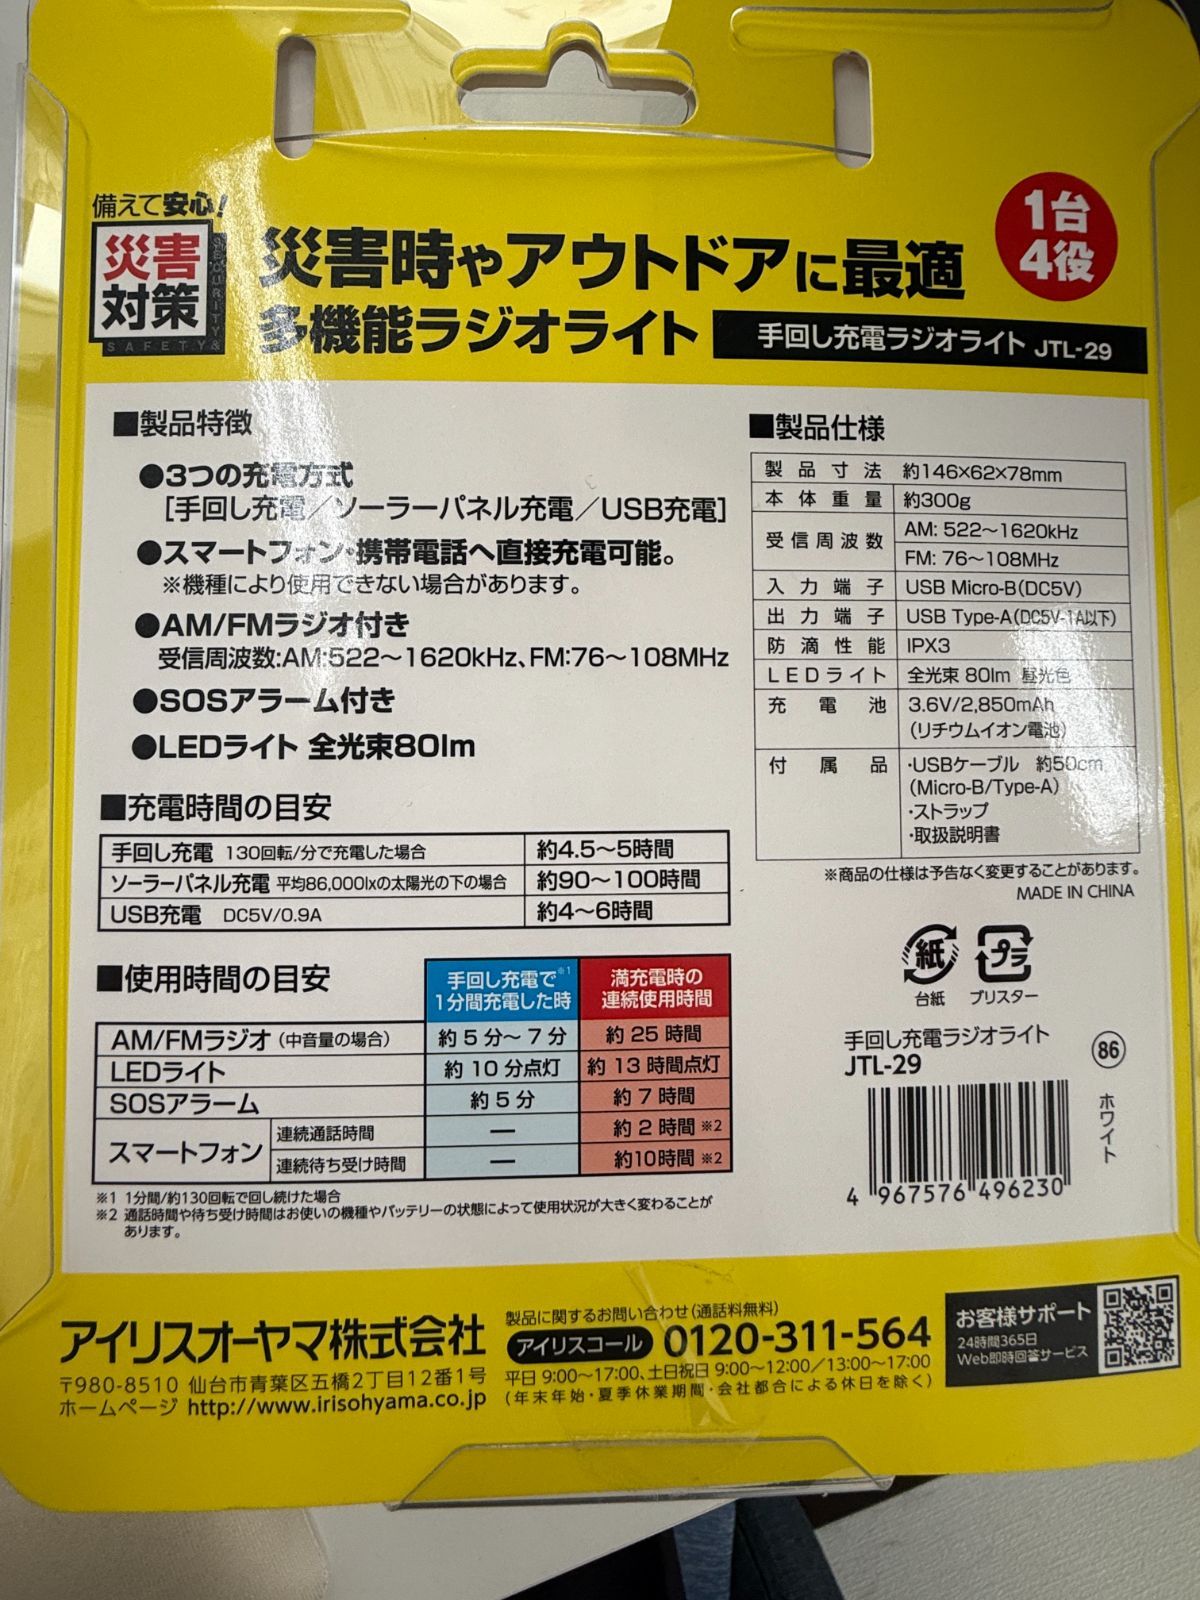 備えて安心!
災害
対策
SAFETY&
災害時やアウトドアに最適
多機能ラジオライト
手回し充電ラジオライト JTL-29
1台
4役
■製品特徴
●3つの充電方式
[手回し充電/ソーラーパネル充電/USB充電]
●スマートフォン・携帯電話へ直接充電可能。
※機種により使用できない場合があります。
●AM/FMラジオ付き
受信周波数:AM:522〜1620kHz、FM:76〜108MHz
●SOSアラーム付き
●LEDライト 全光束80lm
■充電時間の目安
手回し充電 130回転/分で充電した場合 約4.5〜5時間
ソーラーパネル充電 平均86,000lxの太陽光の下の場合 約90〜100時間
USB充電 DC5V/0.9A 約4〜6時間
■使用時間の目安
手回し充電で※1
1分間充電した時
満充電時の
連続使用時間
AM/FMラジオ(中音量の場合) 約5分〜7分 約25時間
LEDライト 約10分点灯 約13時間点灯
SOSアラーム 約5分 約7時間
スマートフォン
連続通話時間 — 約2時間※2
連続待ち受け時間 — 約10時間※2
※1 1分間/約130回転で回し続けた場合
※2 通話時間や待ち受け時間はお使いの機種やバッテリーの状態によって使用状況が大きく変わることが
あります。
■製品仕様
製品寸法 約146×62×78mm
本体重量 約300g
受信周波数 AM: 522〜1620kHz
FM: 76〜108MHz
入力端子 USB Micro-B(DC5V)
出力端子 USB Type-A(DC5V-1A以下)
防滴性能 IPX3
LEDライト 全光束 80lm 昼光色
充電池 3.6V/2,850mAh
(リチウムイオン電池)
付属品 ・USBケーブル 約50cm
(Micro-B/Type-A)
・ストラップ
・取扱説明書
※商品の仕様は予告なく変更することがあります。
MADE IN CHINA
紙 プラ
台紙 ブリスター
手回し充電ラジオライト
JTL-29
86
ホワイト
4 967576 496230
アイリスオーヤマ株式会社
〒980-8510 仙台市青葉区五橋2丁目12番1号
ホームページ http://www.irisohyama.co.jp
製品に関するお問い合わせ(通話料無料)
アイリスコール 0120-311-564
平日 9:00〜17:00、土日祝日 9:00〜12:00/13:00〜17:00
(年末年始・夏季休業期間・会社都合による休日を除く)
お客様サポート
24時間365日
Web即時回答サービス